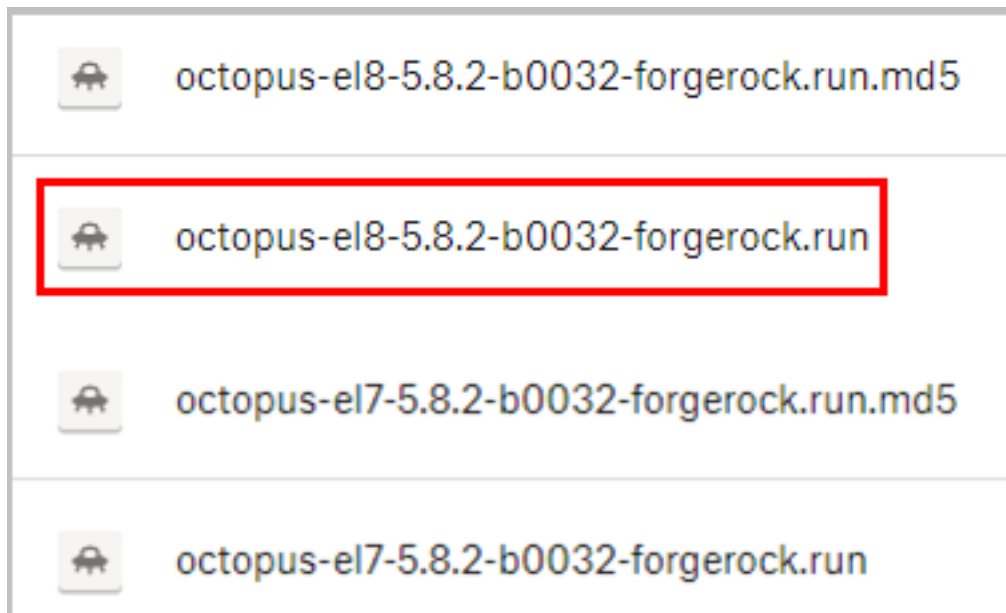 octopus-el8-5.8.2-b0032-forgerock.run.md5
octopus-el8-5.8.2-b0032-forgerock.run
octopus-el7-5.8.2-b0032-forgerock.run.md5
octopus-el7-5.8.2-b0032-forgerock.run